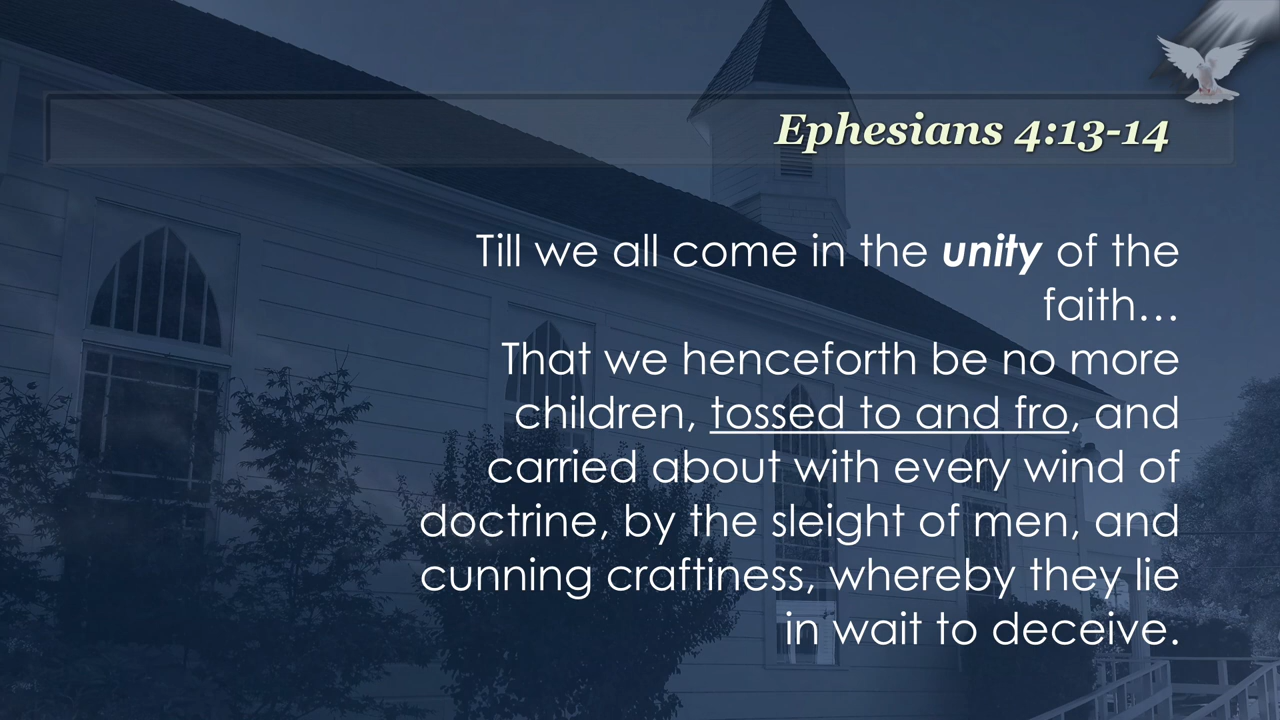 Ephesians 4:13-14
Till we all come in the unity of the
faith…
That we henceforth be no more
children, tossed to and fro, and
carried about with every wind of
doctrine, by the sleight of men, and
cunning craftiness, whereby they lie
in wait to deceive.